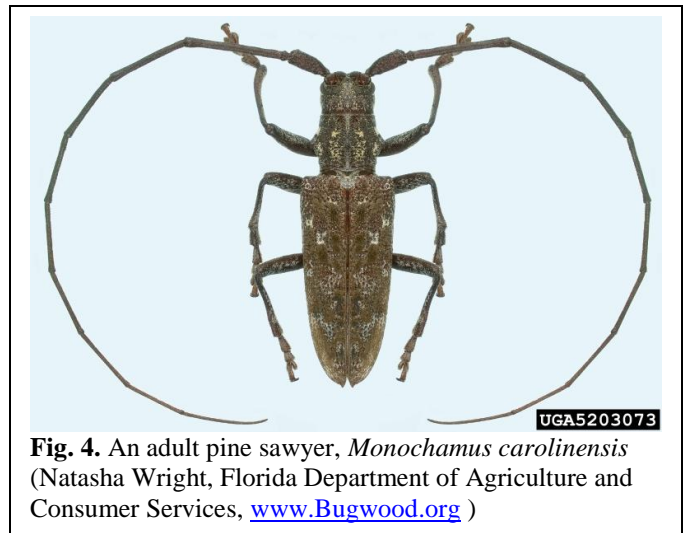 UGA5203073
Fig. 4. An adult pine sawyer, Monochamus carolinensis
(Natasha Wright, Florida Department of Agriculture and
Consumer Services, www.Bugwood.org )